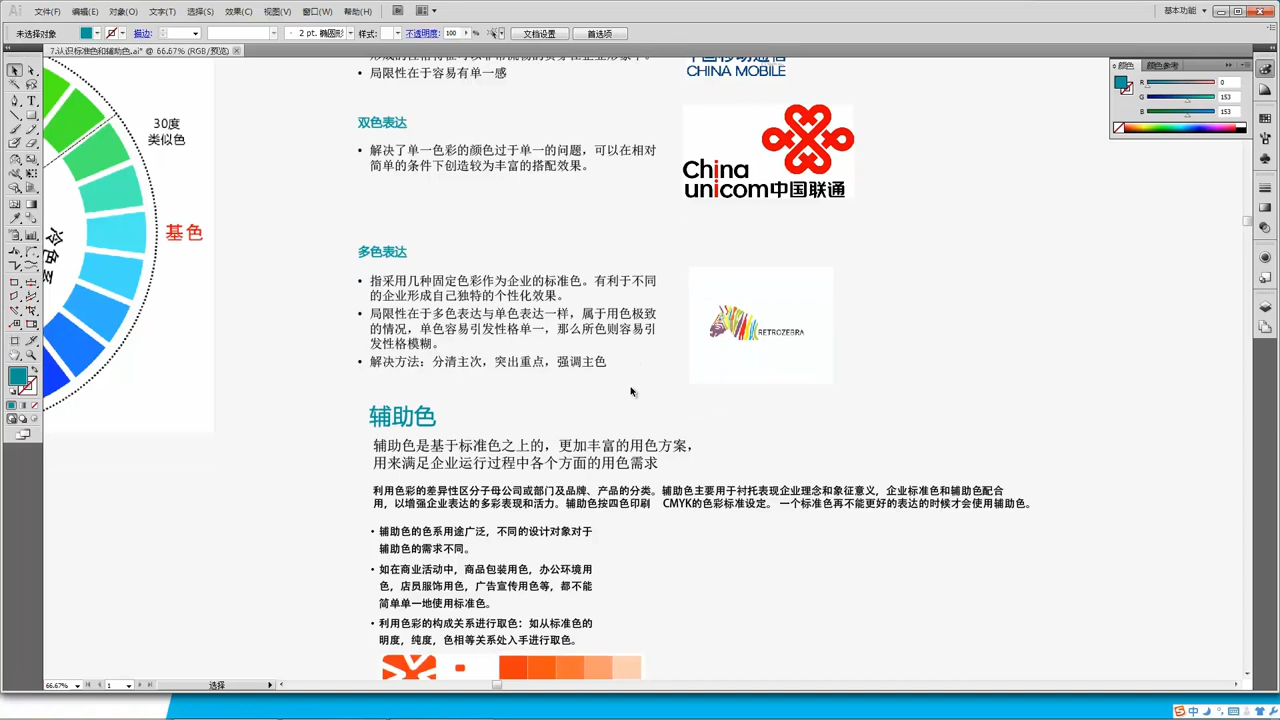 Ai 文件(F) 编辑(E) 对象(O) 文字(T) 选择(S) 效果(C) 视图(V) 窗口(W) 帮助(H) Br 基本功能
未选择对象 描边: 2 pt. 椭圆形 样式: 不透明度: 100 % 文档设置 首选项
7.认识标准色和辅助色.ai* @ 66.67% (RGB/预览)
颜色 颜色参考
R 0
G 153
B 153
30度
类似色
基色
局限性在于容易有单一感
中国移动通信
CHINA MOBILE
双色表达
• 解决了单一色彩的颜色过于单一的问题，可以在相对
简单的条件下创造较为丰富的搭配效果。
China
unicom中国联通
多色表达
• 指采用几种固定色彩作为企业的标准色。有利于不同
的企业形成自己独特的个性化效果。
• 局限性在于多色表达与单色表达一样，属于用色极致
的情况，单色容易引发性格单一，那么所色则容易引
发性格模糊。
• 解决方法：分清主次，突出重点，强调主色
RETROZEBRA
辅助色
辅助色是基于标准色之上的，更加丰富的用色方案，
用来满足企业运行过程中各个方面的用色需求
利用色彩的差异性区分子母公司或部门及品牌、产品的分类。辅助色主要用于衬托表现企业理念和象征意义，企业标准色和辅助色配合
用，以增强企业表达的多彩表现和活力。辅助色按四色印刷 CMYK的色彩标准设定。 一个标准色再不能更好的表达的时候才会使用辅助色。
• 辅助色的色系用途广泛，不同的设计对象对于
辅助色的需求不同。
• 如在商业活动中，商品包装用色，办公环境用
色，店员服饰用色，广告宣传用色等，都不能
简单单一地使用标准色。
• 利用色彩的构成关系进行取色：如从标准色的
明度，纯度，色相等关系处入手进行取色。
66.67% 1 选择
中